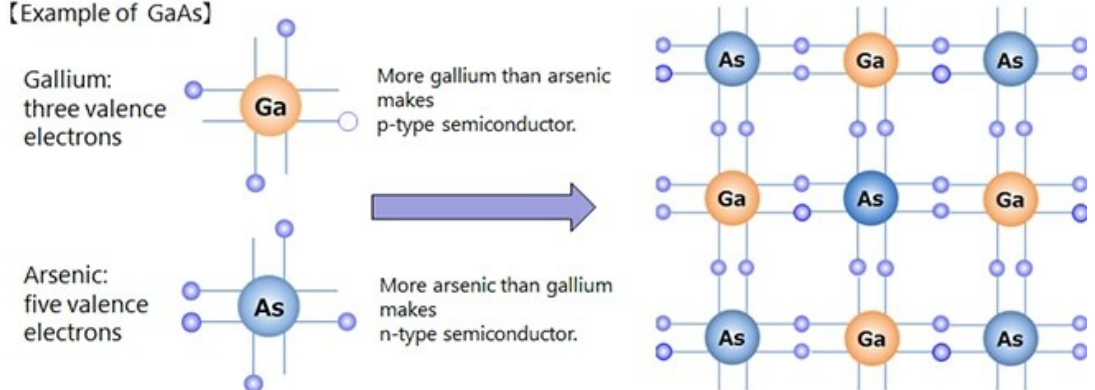 【Example of GaAs】
Gallium:
three valence
electrons
Ga
More gallium than arsenic
makes
p-type semiconductor.
Arsenic:
five valence
electrons
As
More arsenic than gallium
makes
n-type semiconductor.
As Ga As
Ga As Ga
As Ga As